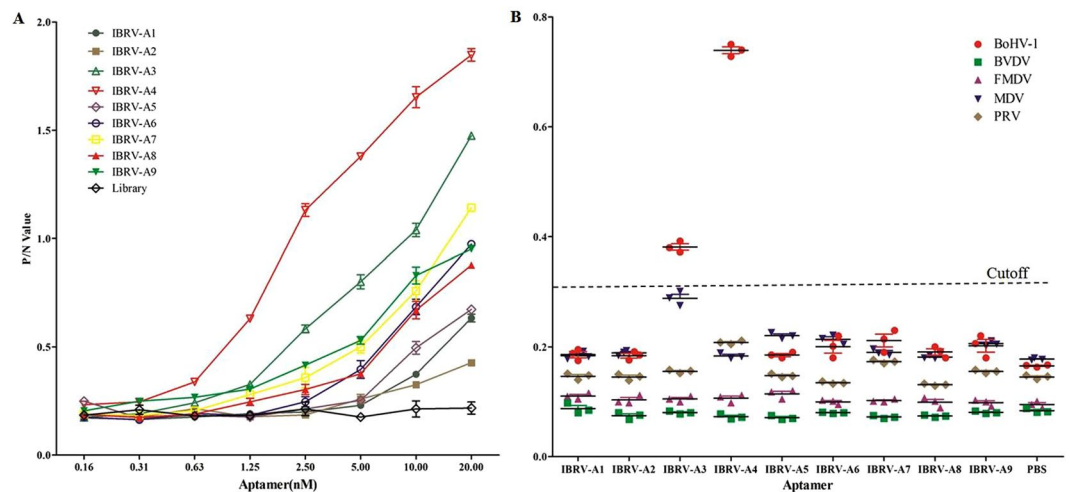 A
2.0
1.5
1.0
0.5
0.0
P/N Value
IBRV-A1
IBRV-A2
IBRV-A3
IBRV-A4
IBRV-A5
IBRV-A6
IBRV-A7
IBRV-A8
IBRV-A9
Library
0.16 0.31 0.63 1.25 2.50 5.00 10.00 20.00
Aptamer(nM)
B
0.8
0.6
0.4
0.2
0.0
BoHV-1
BVDV
FMDV
MDV
PRV
Cutoff
IBRV-A1 IBRV-A2 IBRV-A3 IBRV-A4 IBRV-A5 IBRV-A6 IBRV-A7 IBRV-A8 IBRV-A9 PBS
Aptamer